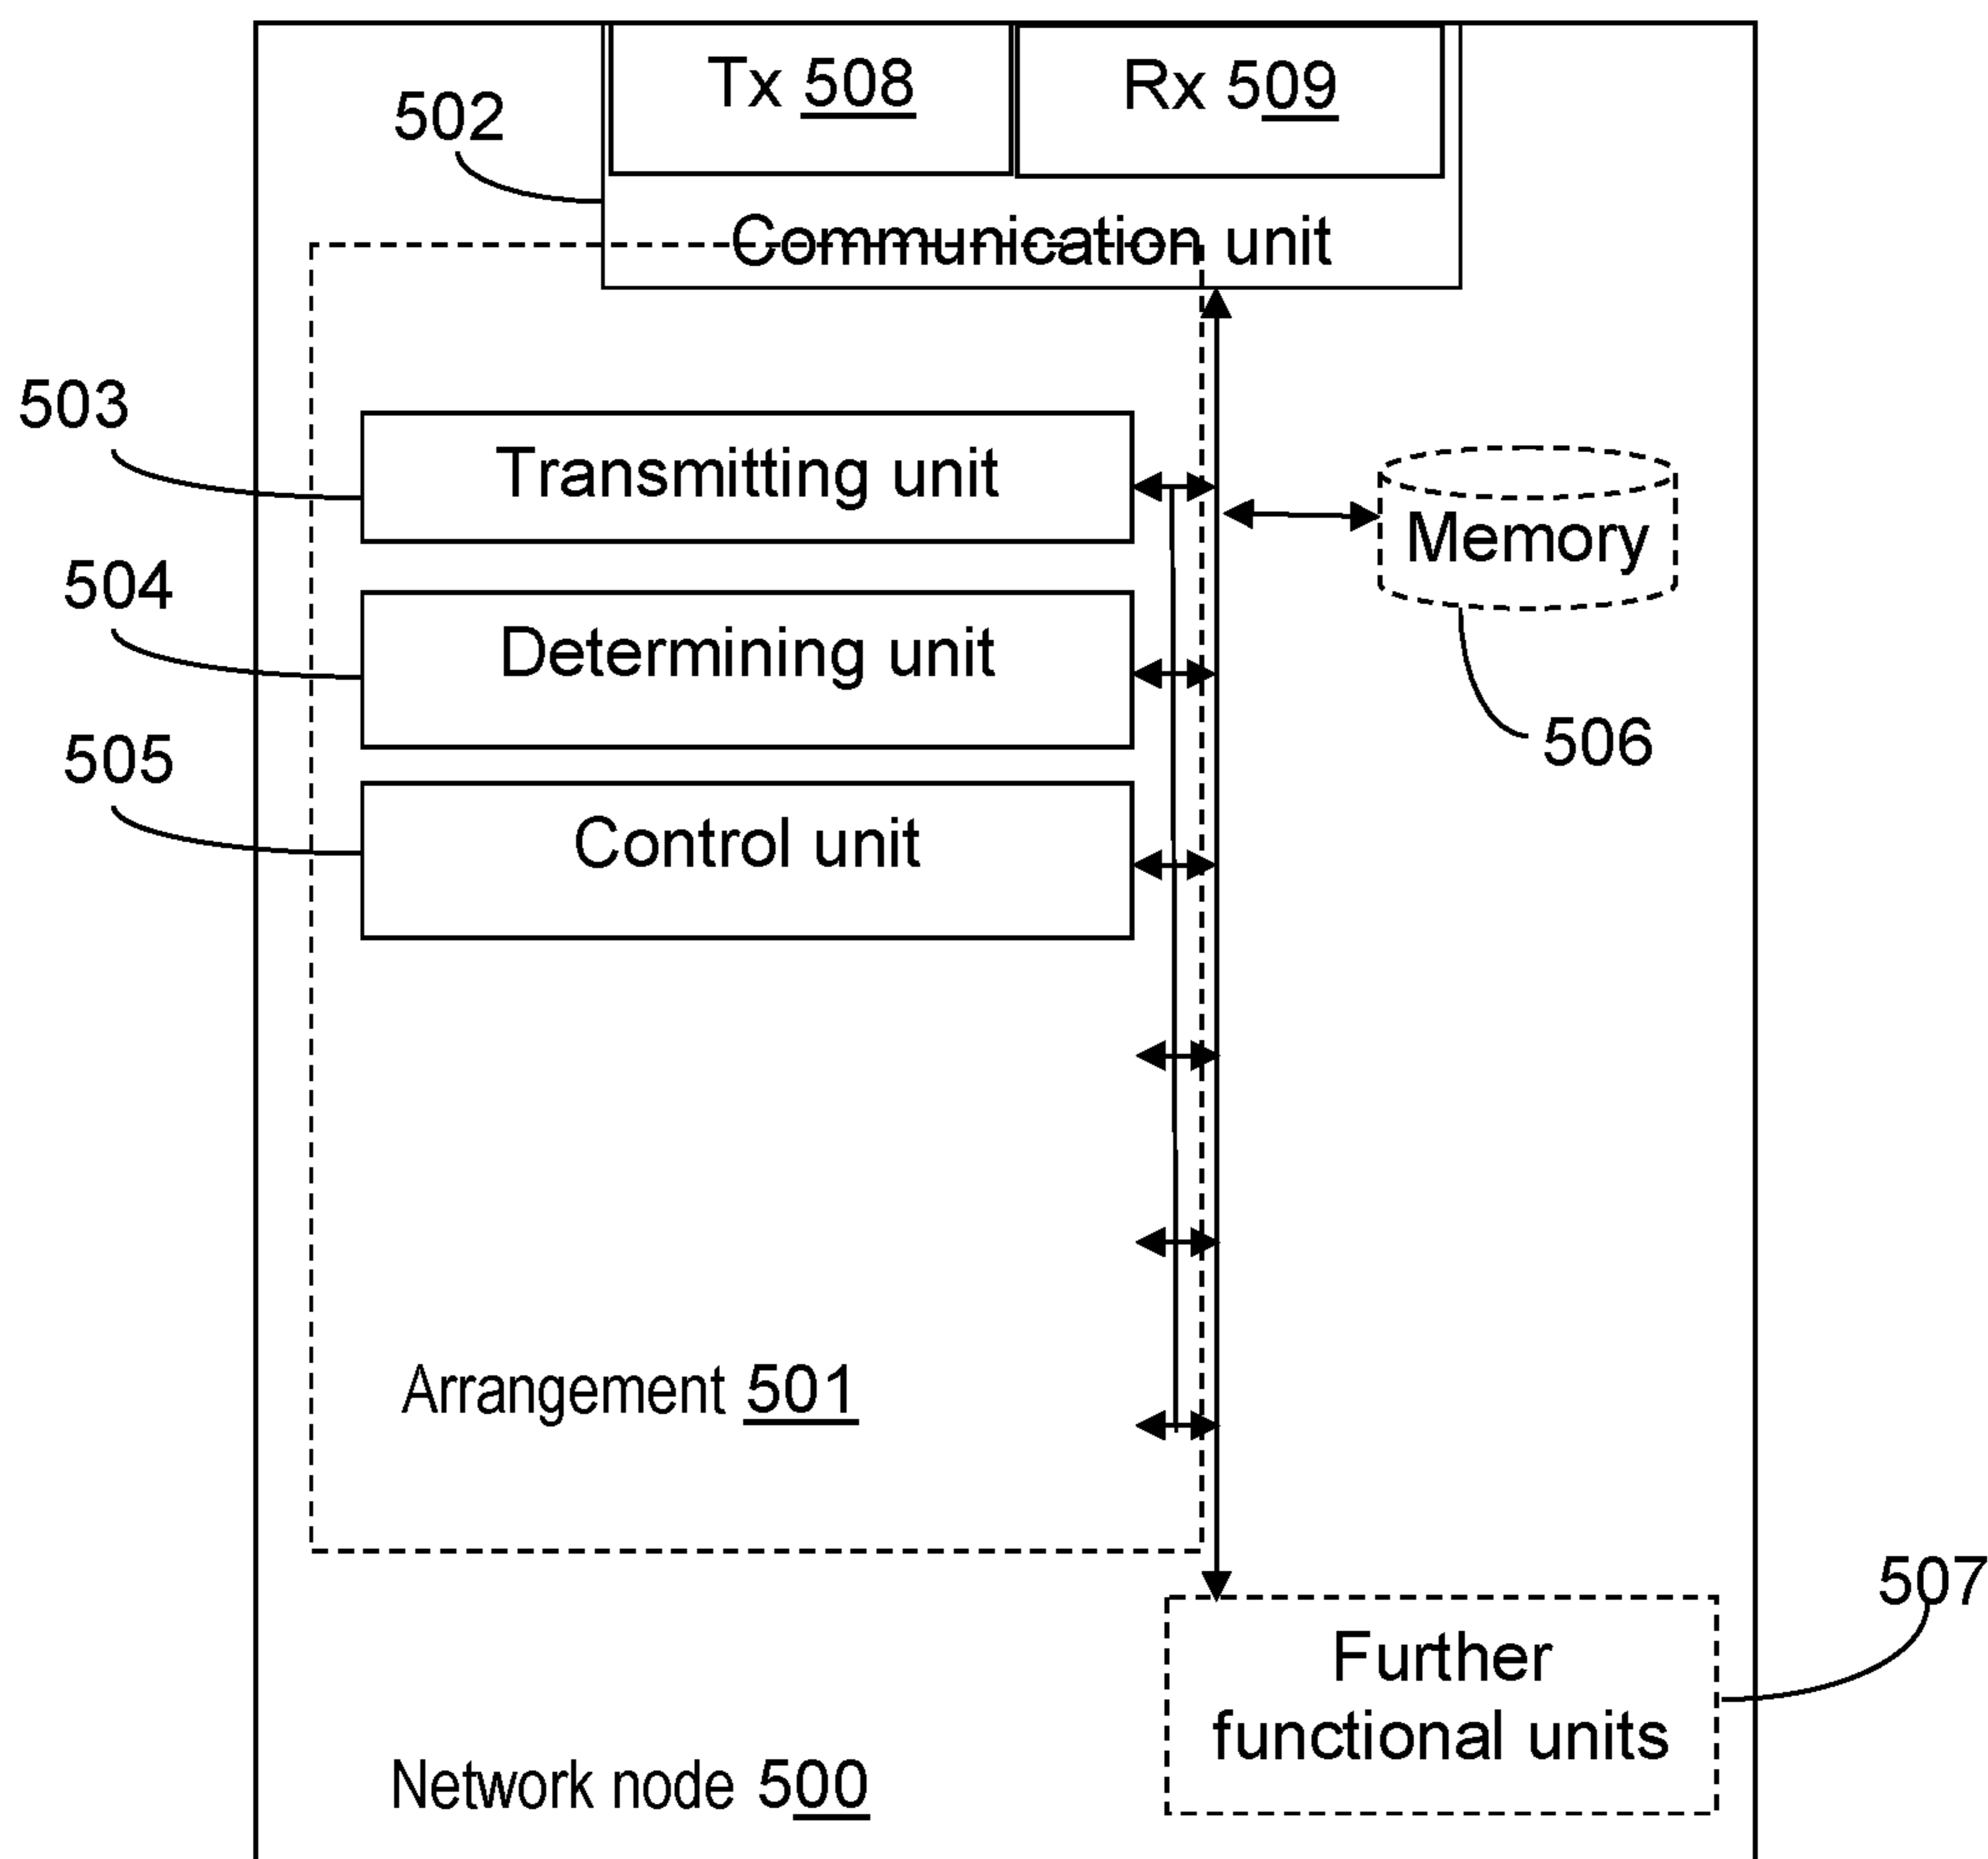 Tx 508
Rx 509
502
Communication unit
503
Transmitting unit
Memory
504
Determining unit
506
505
Control unit
Arrangement 501
507
Further
functional units
Network node 500